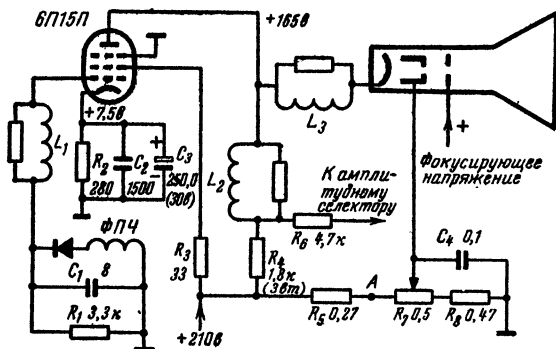 6П15П
+165в
+7,5в
L₁
R₂
280
C₂
1500
+
C₃
250,0
(30в)
L₂
L₃
+
Фокусирующее
напряжение
К ампли-
тудному
селектору
R₆ 4,7к
ФПЧ
C₁ 8
R₁ 3,3к
R₃
33
R₄
1,8к
(3вт)
C₄ 0,1
A
R₅ 0,27
R₇ 0,5
R₈ 0,47
+210в